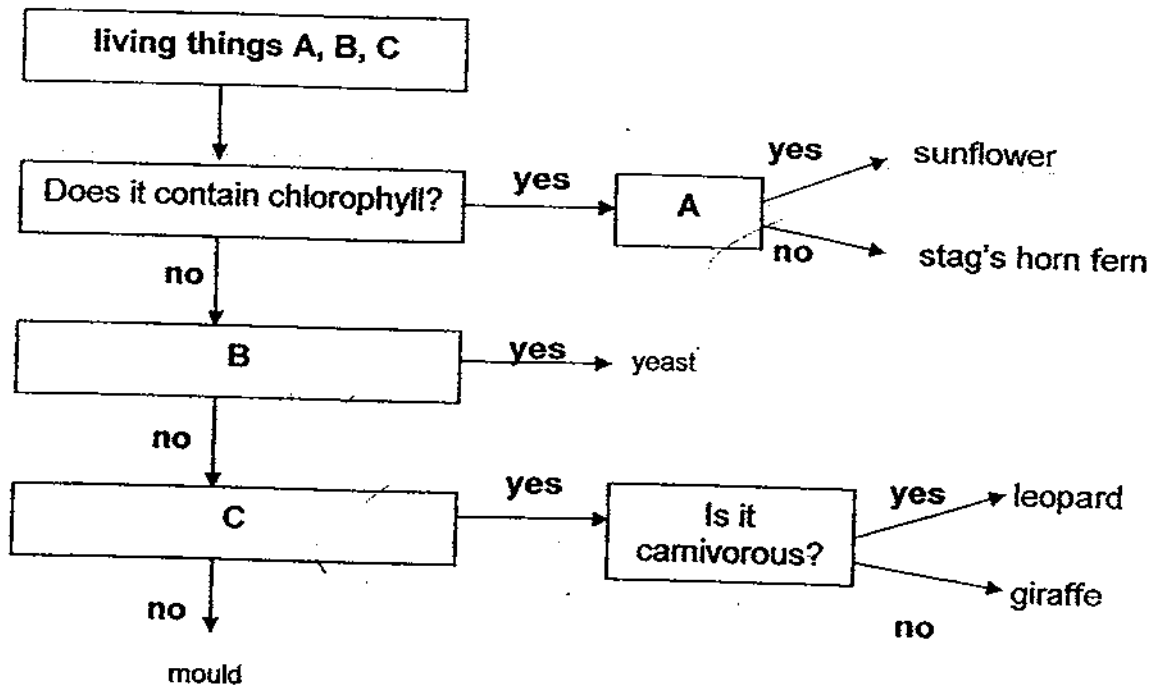 living things A, B, C
Does it contain chlorophyll?
yes
A
yes
sunflower
no
stag's horn fern
no
B
yes
yeast
no
C
yes
Is it
carnivorous?
yes
leopard
giraffe
no
no
mould